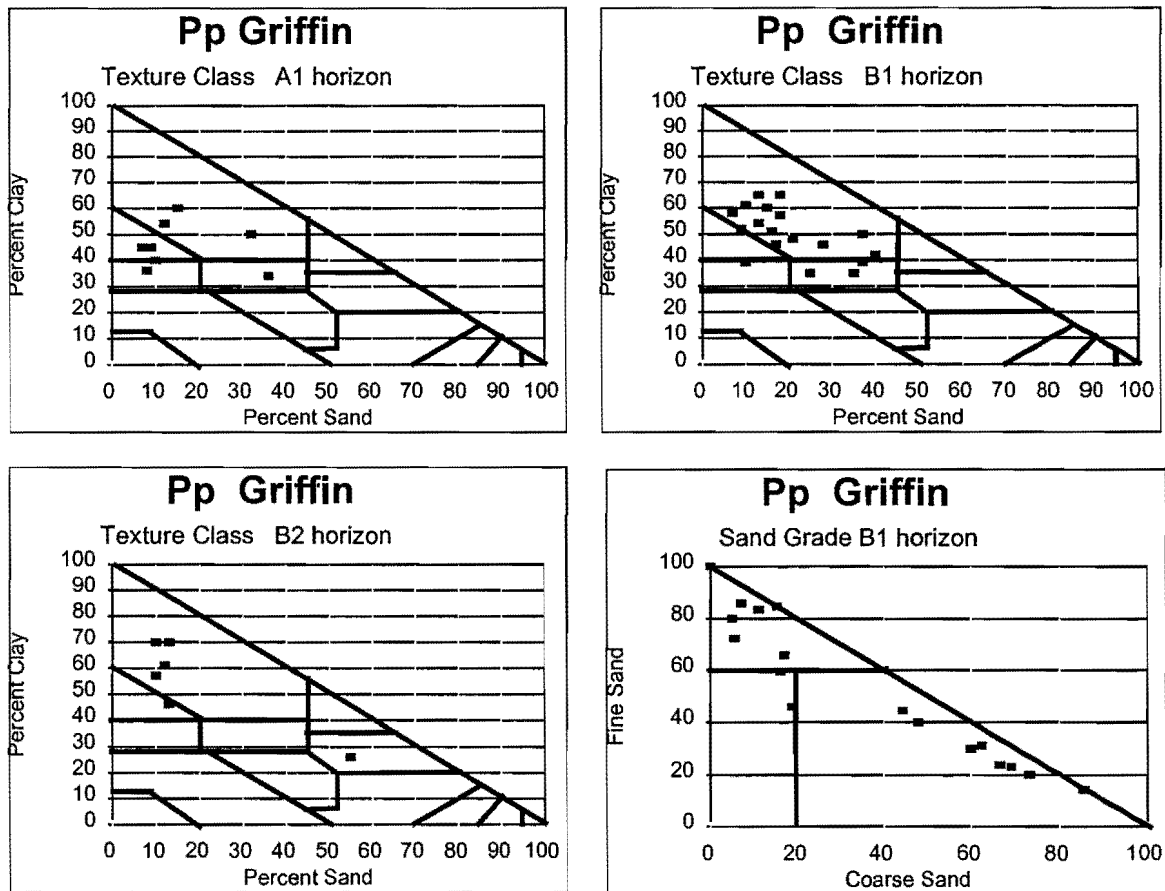 Pp Griffin
Texture Class A1 horizon
100
90
80
70
60
50
40
30
20
10
0
Percent Clay
0 10 20 30 40 50 60 70 80 90 100
Percent Sand
Pp Griffin
Texture Class B1 horizon
100
90
80
70
60
50
40
30
20
10
0
Percent Clay
0 10 20 30 40 50 60 70 80 90 100
Percent Sand
Pp Griffin
Texture Class B2 horizon
100
90
80
70
60
50
40
30
20
10
0
Percent Clay
0 10 20 30 40 50 60 70 80 90 100
Percent Sand
Pp Griffin
Sand Grade B1 horizon
100
80
60
40
20
0
Fine Sand
0 20 40 60 80 100
Coarse Sand